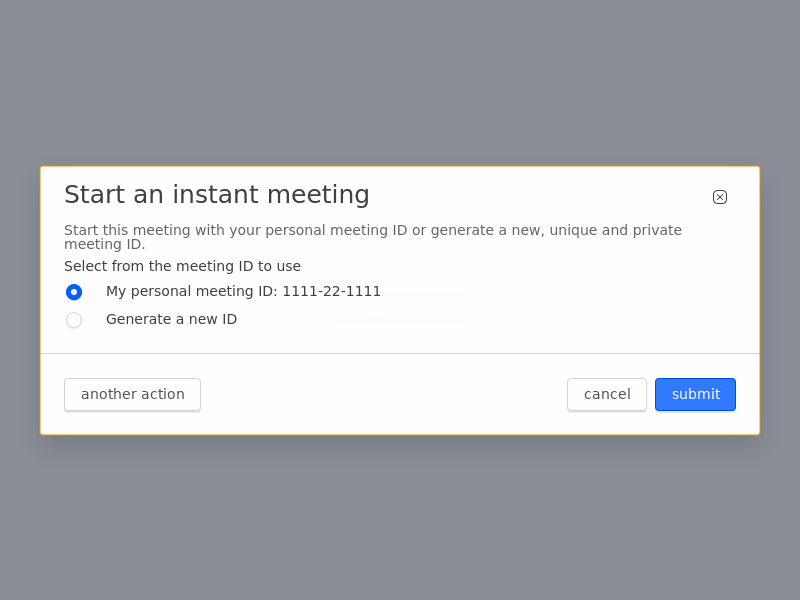 Start an instant meeting
Start this meeting with your personal meeting ID or generate a new, unique and private
meeting ID.
Select from the meeting ID to use
My personal meeting ID: 1111-22-1111
Generate a new ID
another action
cancel
submit